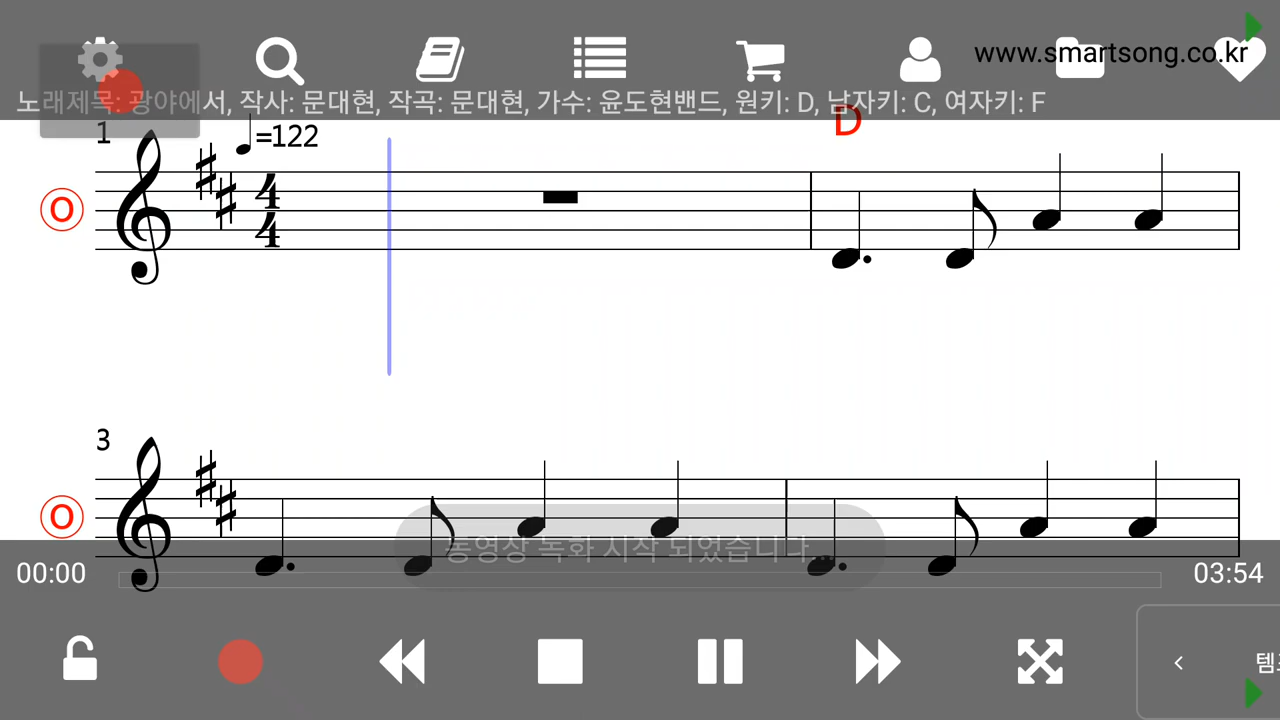 www.smartsong.co.kr
노래제목: 광야에서, 작사: 문대현, 작곡: 문대현, 가수: 윤도현밴드, 원키: D, 남자키: C, 여자키: F
1
=122
D
4
4
O
3
O
동영상 녹화 시작 되었습니다...
00:00
03:54